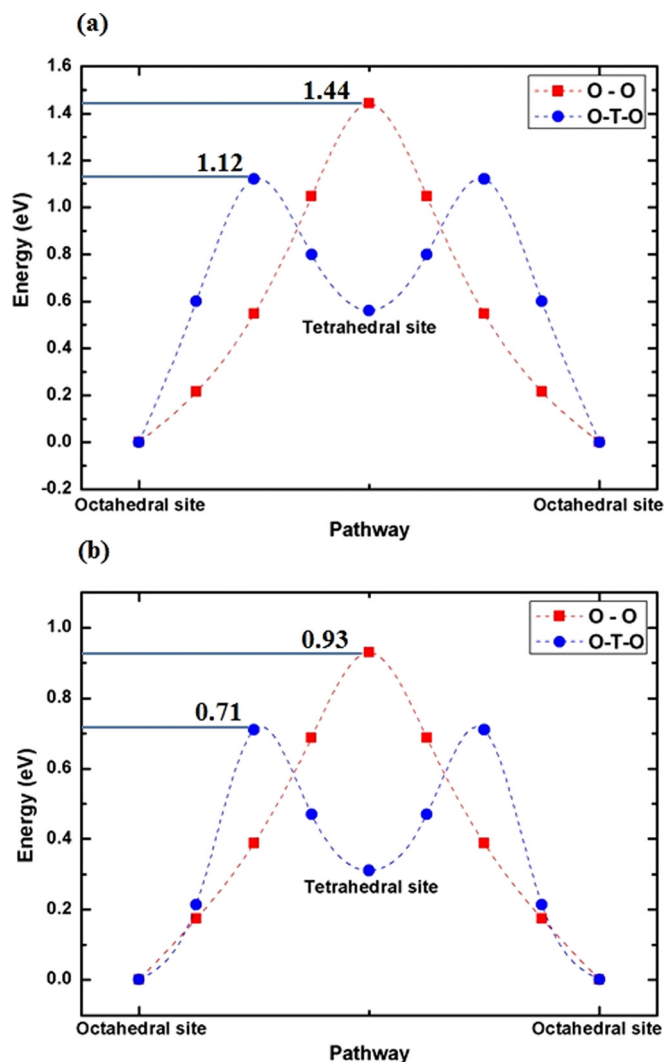 (a)
1.6
1.44
O - O
O-T-O
1.4
1.2
1.12
1.0
0.8
0.6
Tetrahedral site
0.4
0.2
0.0
-0.2
Energy (eV)
Octahedral site
Octahedral site
Pathway
(b)
O - O
O-T-O
1.0
0.93
0.8
0.71
0.6
0.4
Tetrahedral site
0.2
0.0
Energy (eV)
Octahedral site
Octahedral site
Pathway